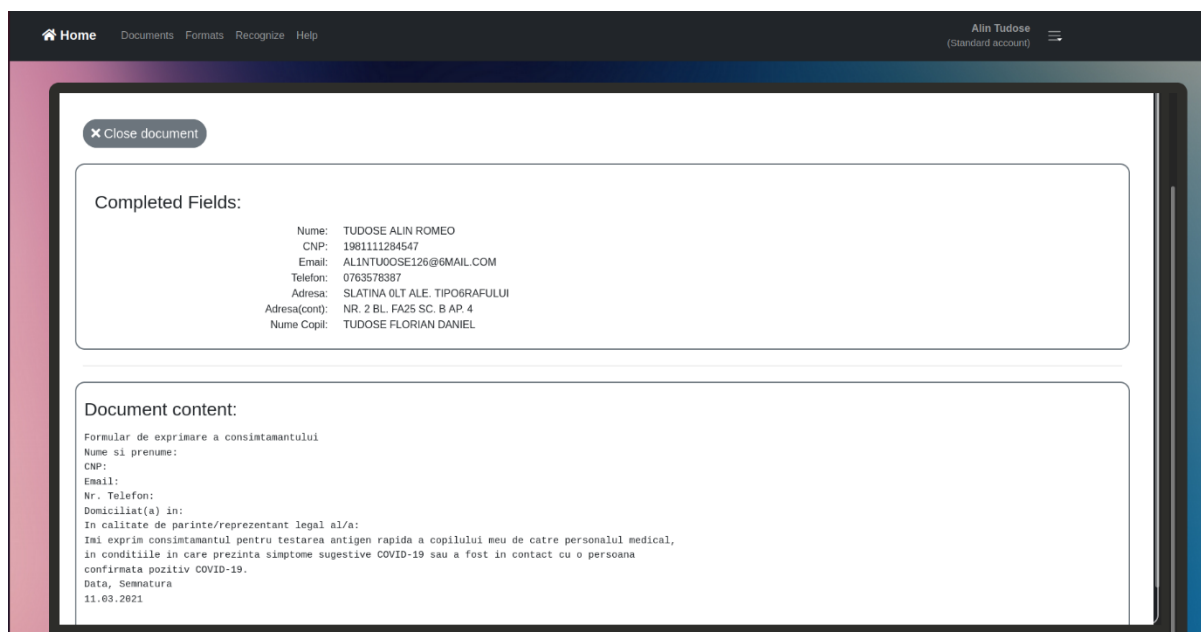 Home Documents Formats Recognize Help
Alin Tudose
(Standard account)
Close document
Completed Fields:
Nume: TUDOSE ALIN ROMEO
CNP: 1981111284547
Email: AL1NTU0OSE126@6MAIL.COM
Telefon: 0763578387
Adresa: SLATINA 0LT ALE. TIPO6RAFULUI
Adresa(cont): NR. 2 BL. FA25 SC. B AP. 4
Nume Copil: TUDOSE FLORIAN DANIEL
Document content:
Formular de exprimare a consimtamantului
Nume si prenume:
CNP:
Email:
Nr. Telefon:
Domiciliat(a) in:
In calitate de parinte/reprezentant legal al/a:
Imi exprim consimtamantul pentru testarea antigen rapida a copilului meu de catre personalul medical,
in conditiile in care prezinta simptome sugestive COVID-19 sau a fost in contact cu o persoana
confirmata pozitiv COVID-19.
Data, Semnatura
11.03.2021